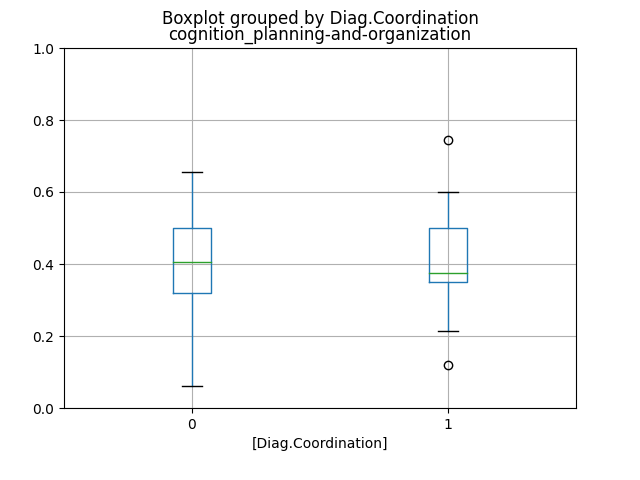 Boxplot grouped by Diag.Coordination
cognition_planning-and-organization
1.0
0.8
0.6
0.4
0.2
0.0
0 1
[Diag.Coordination]